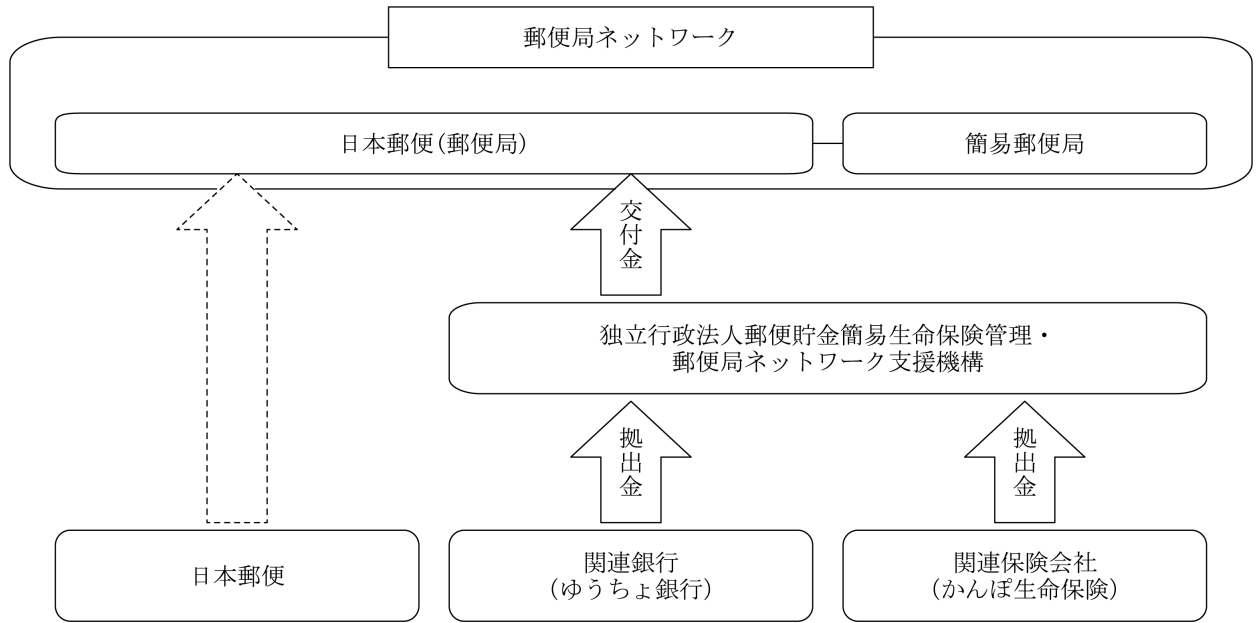 郵便局ネットワーク
日本郵便(郵便局)
簡易郵便局
交付金
独立行政法人郵便貯金簡易生命保険管理・
郵便局ネットワーク支援機構
拠出金
拠出金
日本郵便
関連銀行
(ゆうちょ銀行)
関連保険会社
(かんぽ生命保険)